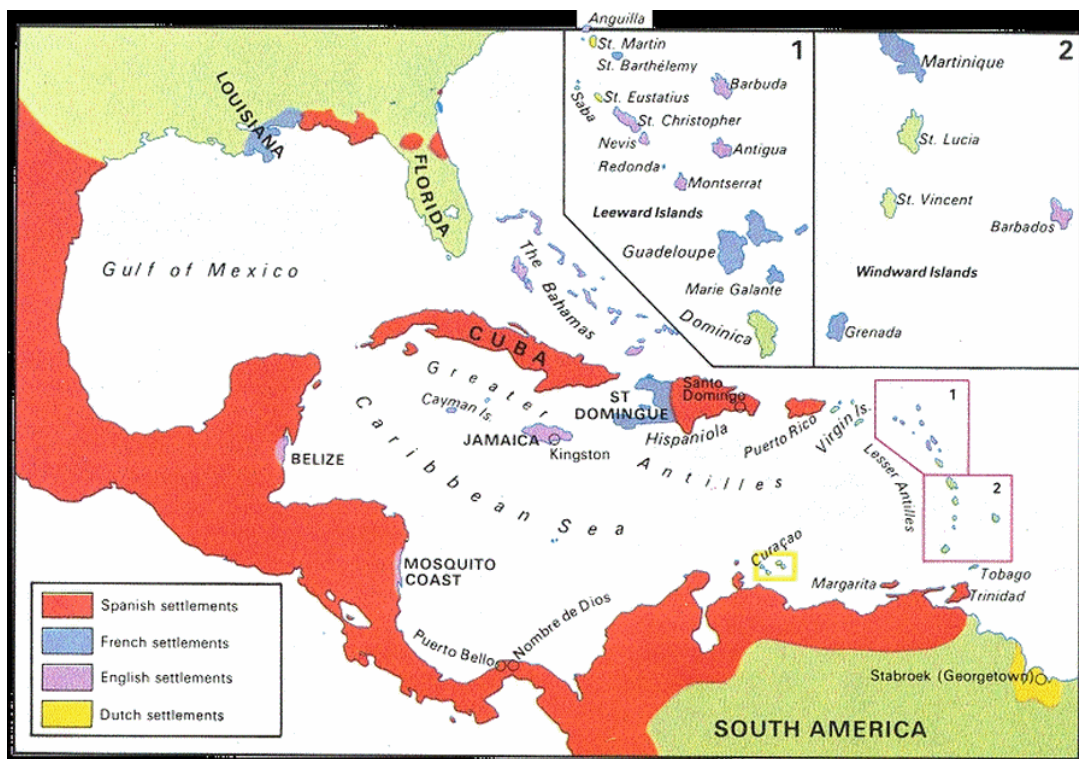 Anguilla
St. Martin
St. Barthélemy
Saba
St. Eustatius
St. Christopher
Nevis
Redonda
Montserrat
Barbuda
Antigua
Leeward Islands
Guadeloupe
Marie Galante
Dominica
1
2
Martinique
St. Lucia
St. Vincent
Barbados
Windward Islands
Grenada
LOUISIANA
FLORIDA
Gulf of Mexico
The Bahamas
CUBA
Greater
Antilles
Cayman Is.
Caribbean Sea
JAMAICA
Kingston
ST
DOMINGUE
Santo
Domingo
Hispaniola
Puerto Rico
Virgin Is.
Lesser Antilles
1
2
BELIZE
MOSQUITO
COAST
Curaçao
Margarita
Tobago
Trinidad
Puerto Bello
Nombre de Dios
Stabroek (Georgetown)
SOUTH AMERICA
Spanish settlements
French settlements
English settlements
Dutch settlements